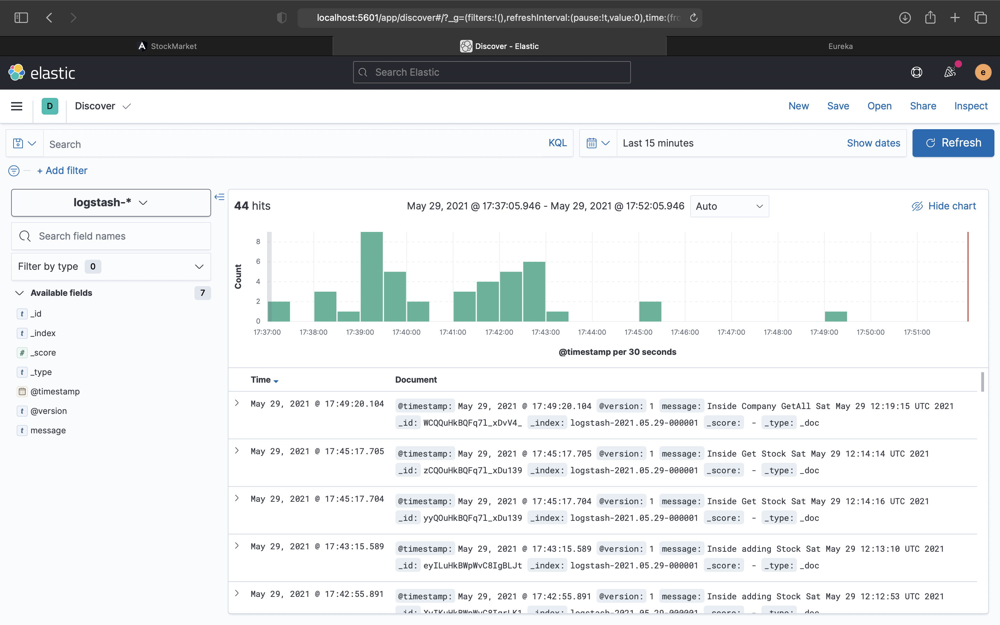 localhost:5601/app/discover#/?_g=(filters:!(),refreshInterval:(pause:!t,value:0),time:(fro
StockMarket
Discover - Elastic
Eureka
elastic
Search Elastic
e
D
Discover
New Save Open Share Inspect
Search
KQL
Last 15 minutes
Show dates
Refresh
+ Add filter
logstash-*
Search field names
Filter by type 0
Available fields 7
t _id
t _index
# _score
t _type
@timestamp
t @version
t message
44 hits
May 29, 2021 @ 17:37:05.946 - May 29, 2021 @ 17:52:05.946
Auto
Hide chart
Count
8
6
4
2
0
17:37:00 17:38:00 17:39:00 17:40:00 17:41:00 17:42:00 17:43:00 17:44:00 17:45:00 17:46:00 17:47:00 17:48:00 17:49:00 17:50:00 17:51:00
@timestamp per 30 seconds
Time Document
May 29, 2021 @ 17:49:20.104 @timestamp: May 29, 2021 @ 17:49:20.104 @version: 1 message: Inside Company GetAll Sat May 29 12:19:15 UTC 2021
_id: WCQQuHkBQFq7l_xDvV4_ _index: logstash-2021.05.29-000001 _score: - _type: _doc
May 29, 2021 @ 17:45:17.705 @timestamp: May 29, 2021 @ 17:45:17.705 @version: 1 message: Inside Get Stock Sat May 29 12:14:14 UTC 2021
_id: zCQOuHkBQFq7l_xDu139 _index: logstash-2021.05.29-000001 _score: - _type: _doc
May 29, 2021 @ 17:45:17.704 @timestamp: May 29, 2021 @ 17:45:17.704 @version: 1 message: Inside Get Stock Sat May 29 12:14:16 UTC 2021
_id: yyQOuHkBQFq7l_xDu139 _index: logstash-2021.05.29-000001 _score: - _type: _doc
May 29, 2021 @ 17:43:15.589 @timestamp: May 29, 2021 @ 17:43:15.589 @version: 1 message: Inside adding Stock Sat May 29 12:13:10 UTC 2021
_id: eyILuHkBWpWvC8IgBLJt _index: logstash-2021.05.29-000001 _score: - _type: _doc
May 29, 2021 @ 17:42:55.891 @timestamp: May 29, 2021 @ 17:42:55.891 @version: 1 message: Inside adding Stock Sat May 29 12:12:53 UTC 2021
_id: _index: logstash-2021.05.29-000001 _score: - _type: _doc